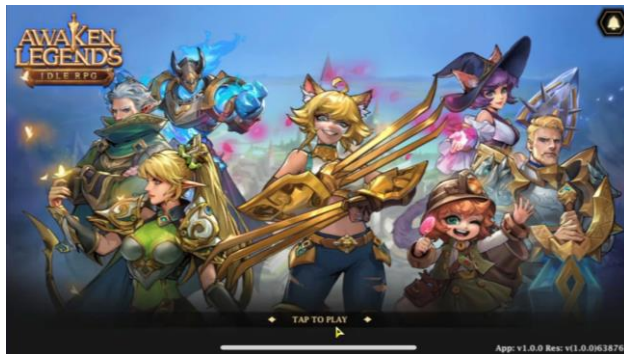 AWAKEN
LEGENDS
IDLE RPG
TAP TO PLAY
App: v1.0.0 Res: v(1.0.0)63876